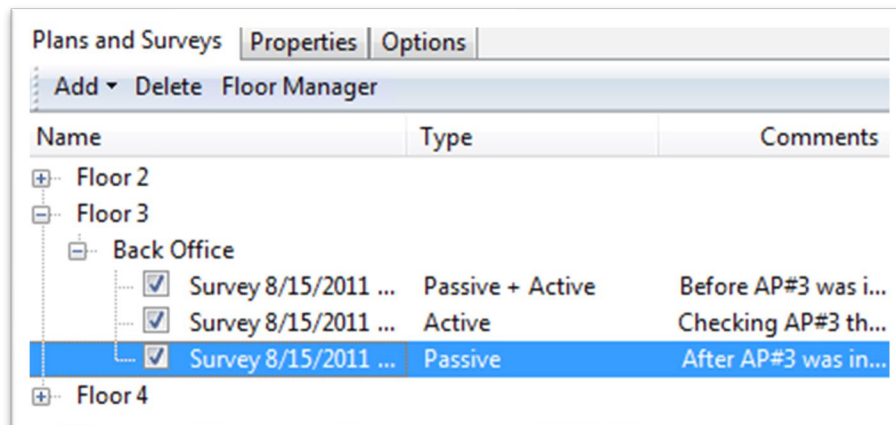 Plans and Surveys Properties Options
Add Delete Floor Manager
Name Type Comments
Floor 2
Floor 3
Back Office
Survey 8/15/2011 ... Passive + Active Before AP#3 was i...
Survey 8/15/2011 ... Active Checking AP#3 th...
Survey 8/15/2011 ... Passive After AP#3 was in...
Floor 4